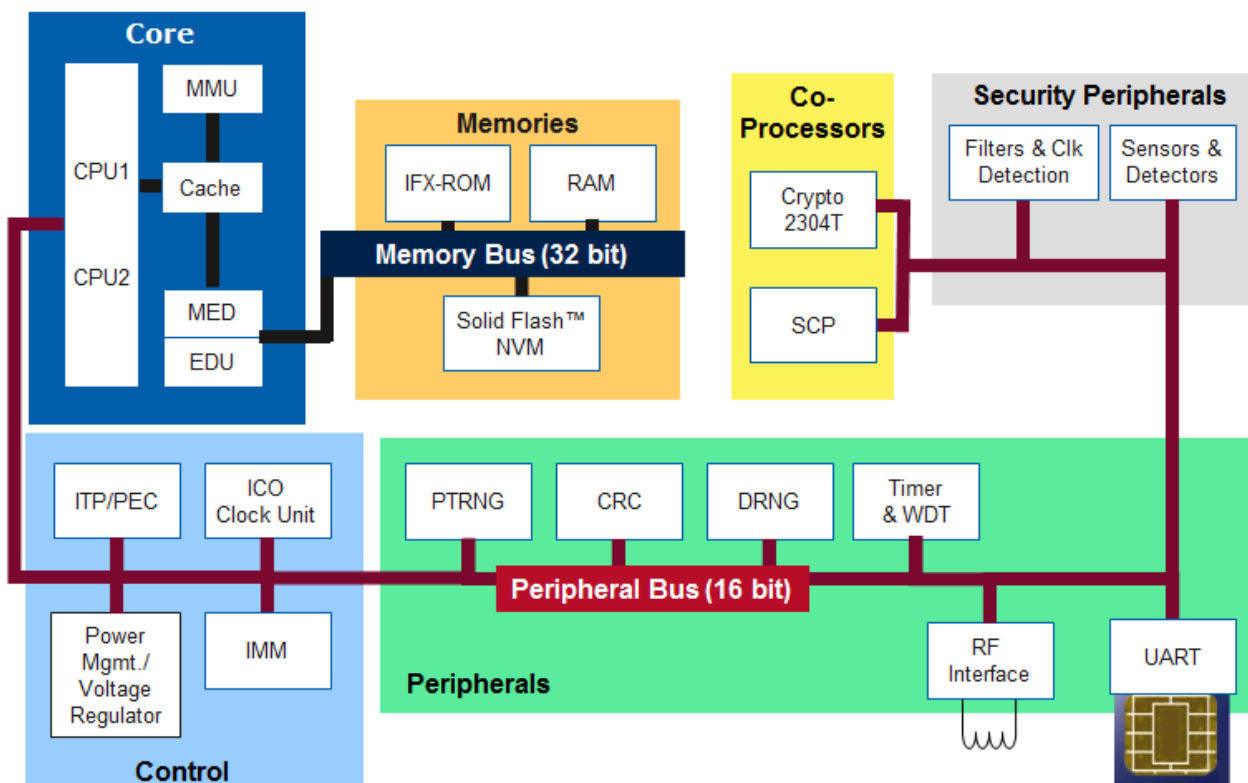 Core
MMU
CPU1
Cache
CPU2
MED
EDU
Memories
IFX-ROM
RAM
Memory Bus (32 bit)
Solid Flash™
NVM
Co-
Processors
Crypto
2304T
SCP
Security Peripherals
Filters & Clk
Detection
Sensors &
Detectors
ITP/PEC
ICO
Clock Unit
Power
Mgmt./
Voltage
Regulator
IMM
Control
PTRNG
CRC
DRNG
Timer
& WDT
Peripheral Bus (16 bit)
RF
Interface
UART
Peripherals